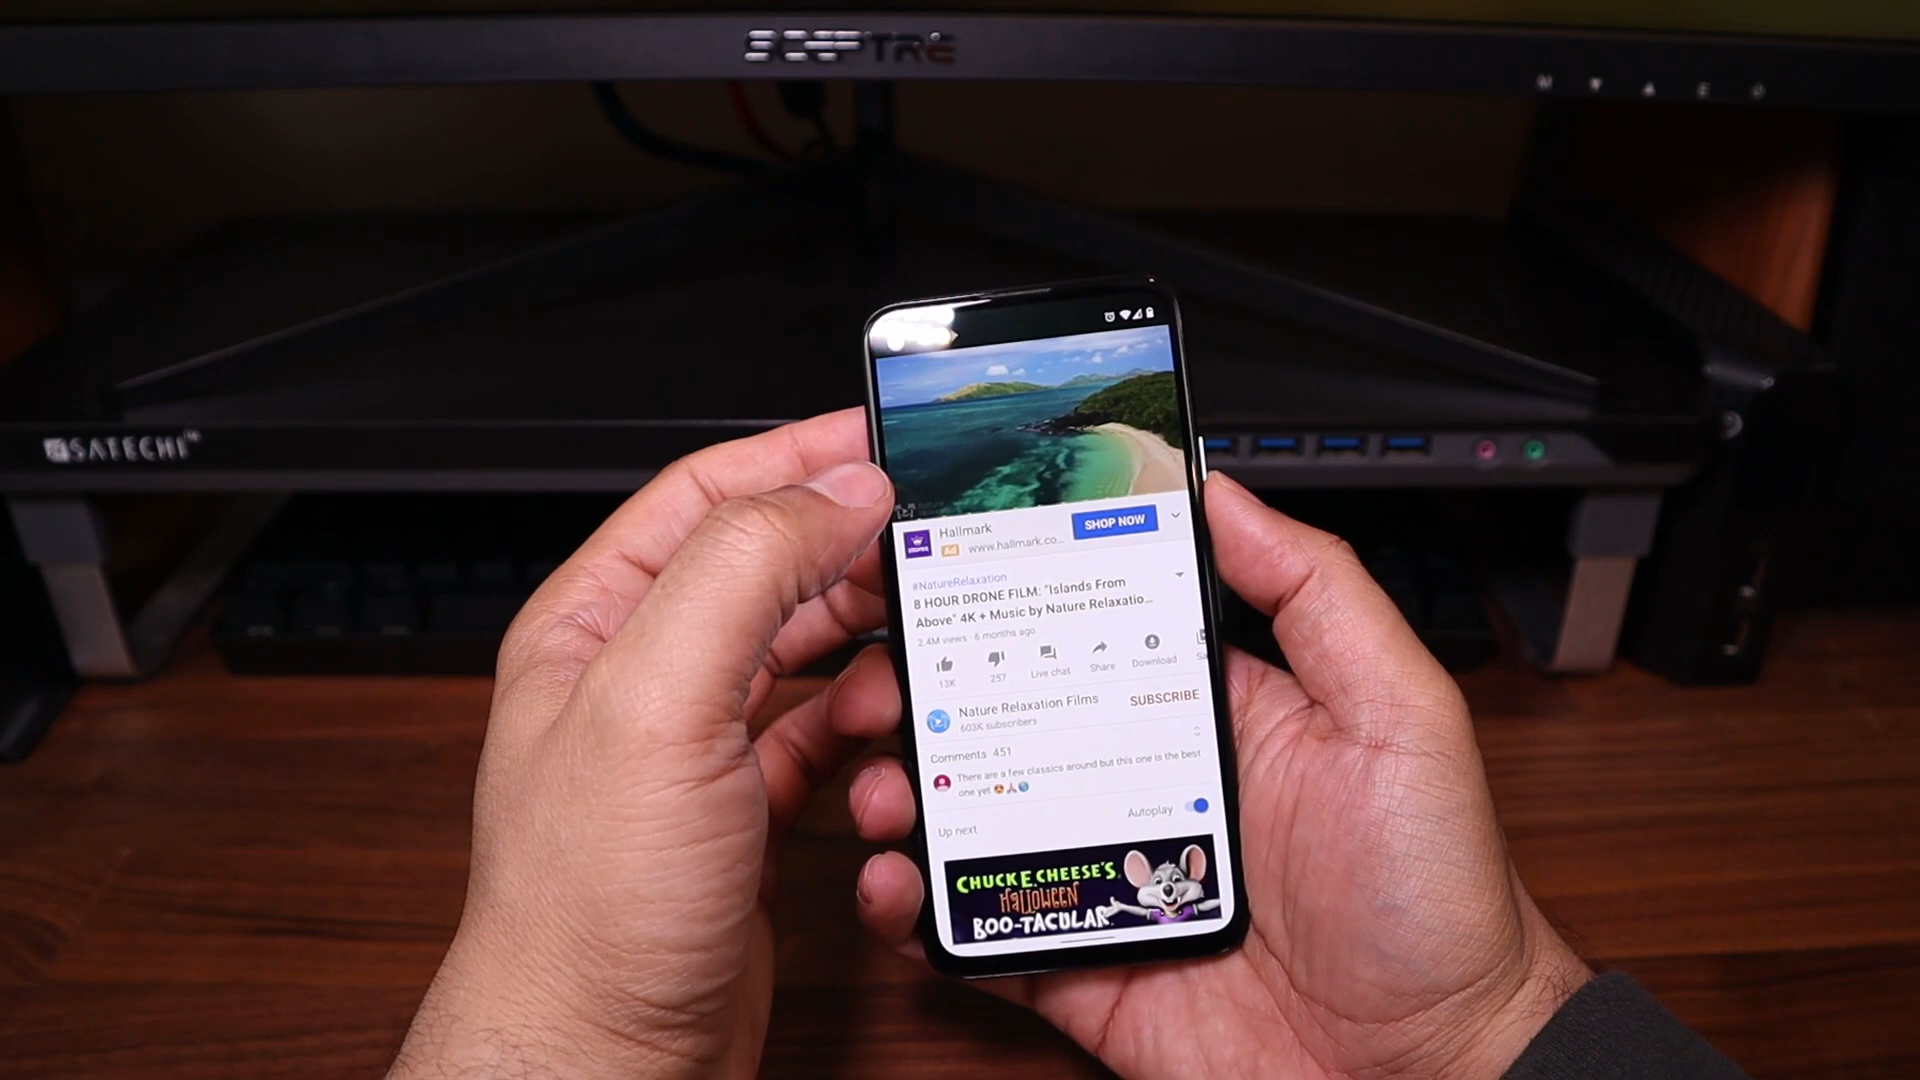 SCEPTRE
M ▼ ▲ E
SATECHI™
Hallmark
Ad www.hallmark.co...
SHOP NOW
#NatureRelaxation
8 HOUR DRONE FILM: "Islands From
Above" 4K + Music by Nature Relaxatio...
2.4M views 6 months ago
13K 257 Live chat Share Download
Nature Relaxation Films
603K subscribers
SUBSCRIBE
Comments 451
There are a few classics around but this one is the best
one yet 😍🙏🌏
Autoplay
Up next
CHUCK E. CHEESE'S
HALLOWEEN
BOO-TACULAR